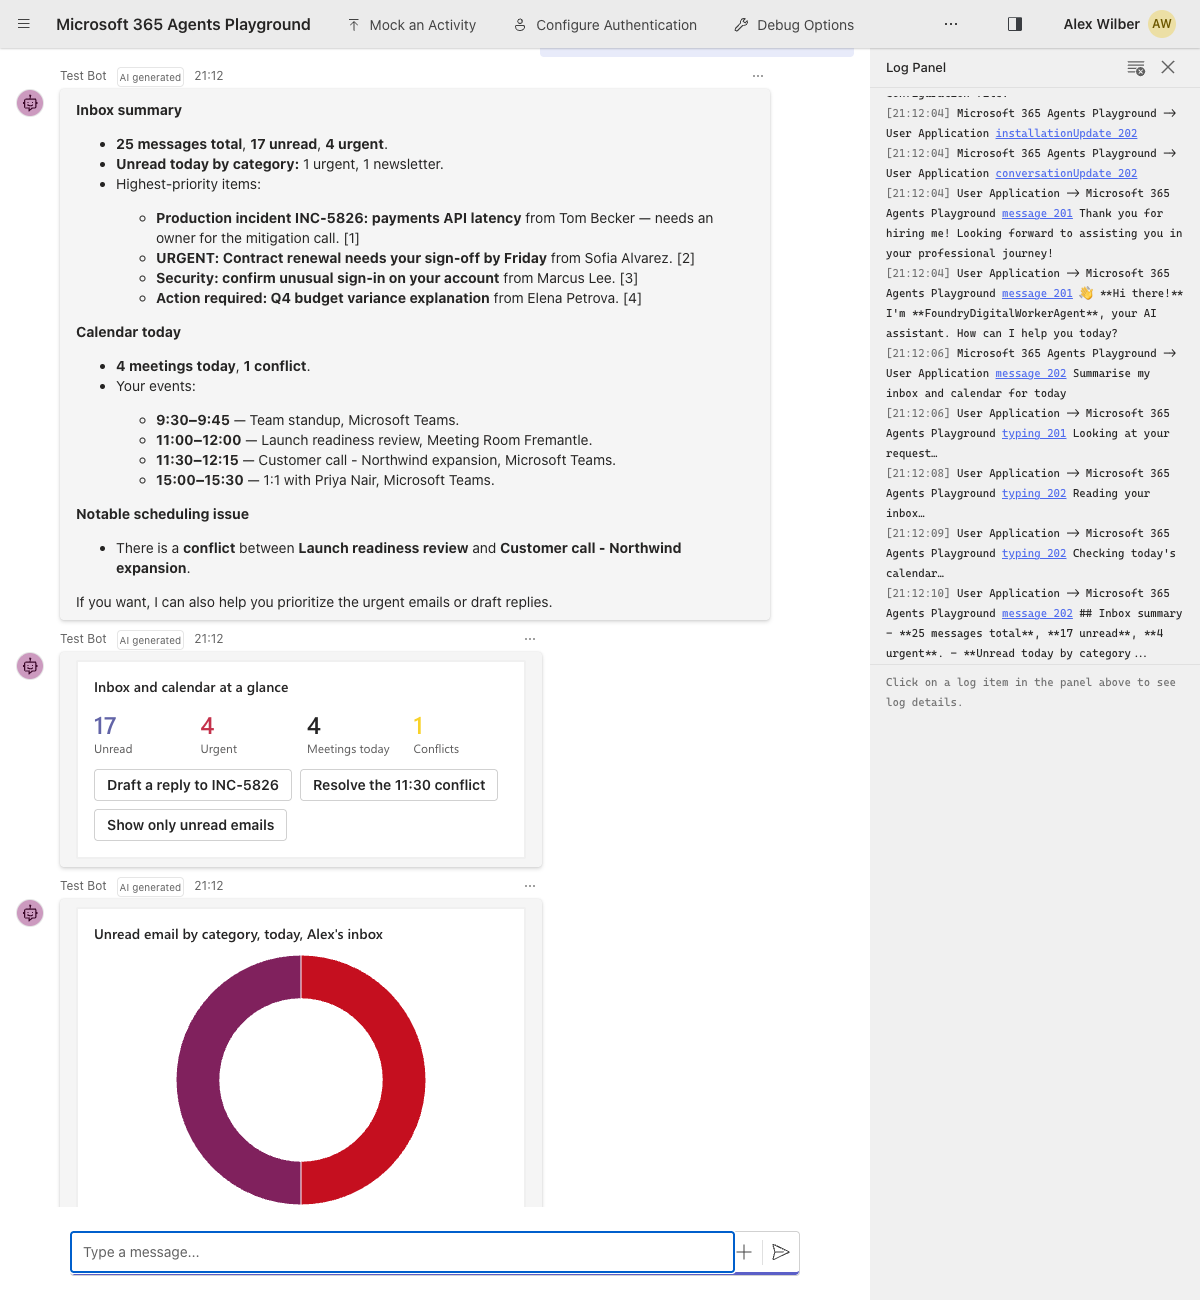 Microsoft 365 Agents Playground
Mock an Activity
Configure Authentication
Debug Options
Alex Wilber
AW
Test Bot AI generated 21:12
Inbox summary
25 messages total, 17 unread, 4 urgent.
Unread today by category: 1 urgent, 1 newsletter.
Highest-priority items:
Production incident INC-5826: payments API latency from Tom Becker — needs an
owner for the mitigation call. [1]
URGENT: Contract renewal needs your sign-off by Friday from Sofia Alvarez. [2]
Security: confirm unusual sign-in on your account from Marcus Lee. [3]
Action required: Q4 budget variance explanation from Elena Petrova. [4]
Calendar today
4 meetings today, 1 conflict.
Your events:
9:30–9:45 — Team standup, Microsoft Teams.
11:00–12:00 — Launch readiness review, Meeting Room Fremantle.
11:30–12:15 — Customer call - Northwind expansion, Microsoft Teams.
15:00–15:30 — 1:1 with Priya Nair, Microsoft Teams.
Notable scheduling issue
There is a conflict between Launch readiness review and Customer call - Northwind
expansion.
If you want, I can also help you prioritize the urgent emails or draft replies.
Test Bot AI generated 21:12
Inbox and calendar at a glance
17 4 4 1
Unread Urgent Meetings today Conflicts
Draft a reply to INC-5826
Resolve the 11:30 conflict
Show only unread emails
Test Bot AI generated 21:12
Unread email by category, today, Alex's inbox
Type a message...
Log Panel
[21:12:04] Microsoft 365 Agents Playground →
User Application installationUpdate 202
[21:12:04] Microsoft 365 Agents Playground →
User Application conversationUpdate 202
[21:12:04] User Application → Microsoft 365
Agents Playground message 201 Thank you for
hiring me! Looking forward to assisting you in
your professional journey!
[21:12:04] User Application → Microsoft 365
Agents Playground message 201 👋 **Hi there!**
I'm **FoundryDigitalWorkerAgent**, your AI
assistant. How can I help you today?
[21:12:06] Microsoft 365 Agents Playground →
User Application message 202 Summarise my
inbox and calendar for today
[21:12:06] User Application → Microsoft 365
Agents Playground typing 201 Looking at your
request…
[21:12:08] User Application → Microsoft 365
Agents Playground typing 202 Reading your
inbox…
[21:12:09] User Application → Microsoft 365
Agents Playground typing 202 Checking today's
calendar…
[21:12:10] User Application → Microsoft 365
Agents Playground message 202 ## Inbox summary
- **25 messages total**, **17 unread**, **4
urgent**. - **Unread today by category...
Click on a log item in the panel above to see
log details.